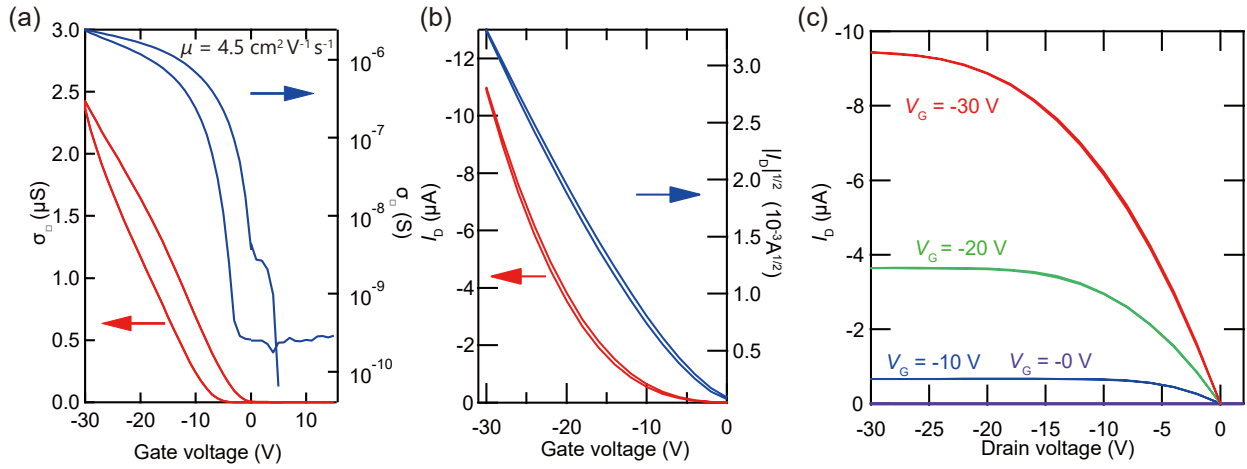 (a)
3.0
2.5
2.0
1.5
1.0
0.5
0.0
σ□ (μS)
-30
-20
-10
0
10
Gate voltage (V)
μ = 4.5 cm² V⁻¹ s⁻¹
10⁻⁶
10⁻⁷
10⁻⁸
10⁻⁹
10⁻¹⁰
σ□ (S)
(b)
-12
-10
-8
-6
-4
-2
0
I_D (μA)
-30
-20
-10
0
Gate voltage (V)
3.0
2.5
2.0
1.5
1.0
0.5
|I_D|^1/2 (10⁻³A^1/2)
(c)
-10
-8
-6
-4
-2
0
I_D (μA)
V_G = -30 V
V_G = -20 V
V_G = -10 V
V_G = -0 V
-30
-25
-20
-15
-10
-5
0
Drain voltage (V)